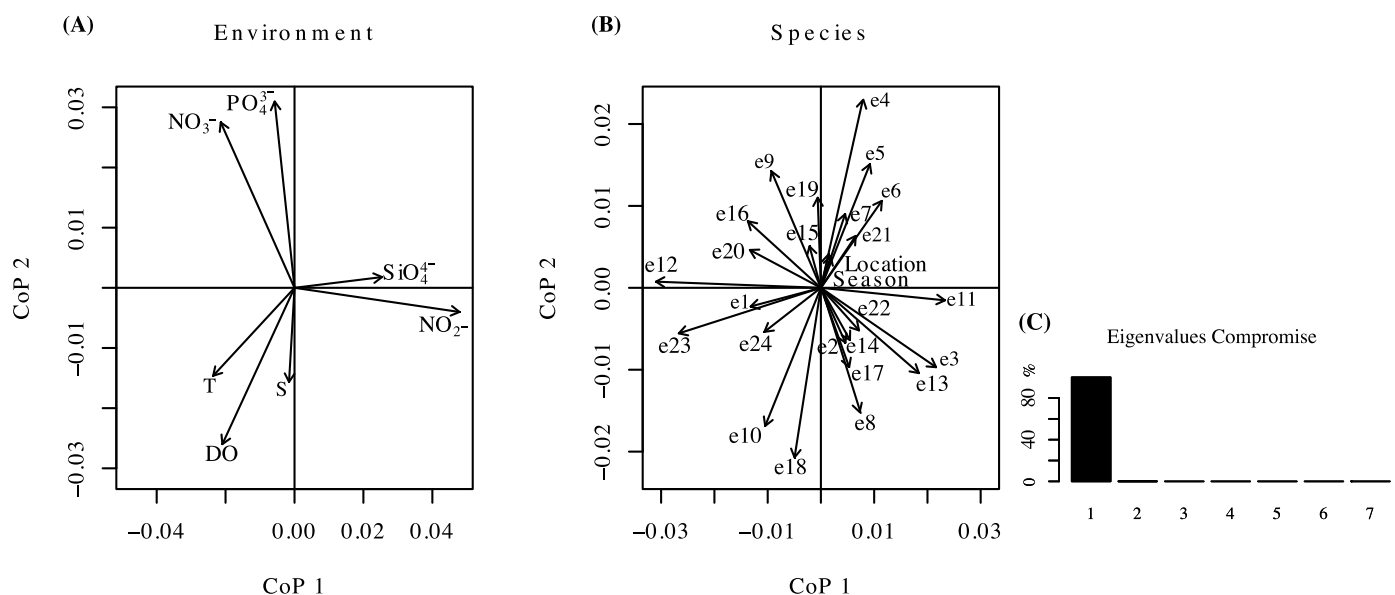 (A)
Environment
0.03
0.01
−0.01
−0.03
CoP 2
PO₄³⁻
NO₃⁻
SiO₄⁴⁻
NO₂⁻
T
S
DO
−0.04
0.00
0.02
0.04
CoP 1
(B)
Species
0.02
0.01
0.00
−0.01
−0.02
CoP 2
e4
e5
e9
e19
e6
e16
e7
e15
e21
e20
e12
Location
Season
e1
e22
e11
e23
e24
e2
e14
e3
e17
e13
e8
e10
e18
−0.03
−0.01
0.01
0.03
CoP 1
(C)
Eigenvalues Compromise
%
80
40
0
1 2 3 4 5 6 7